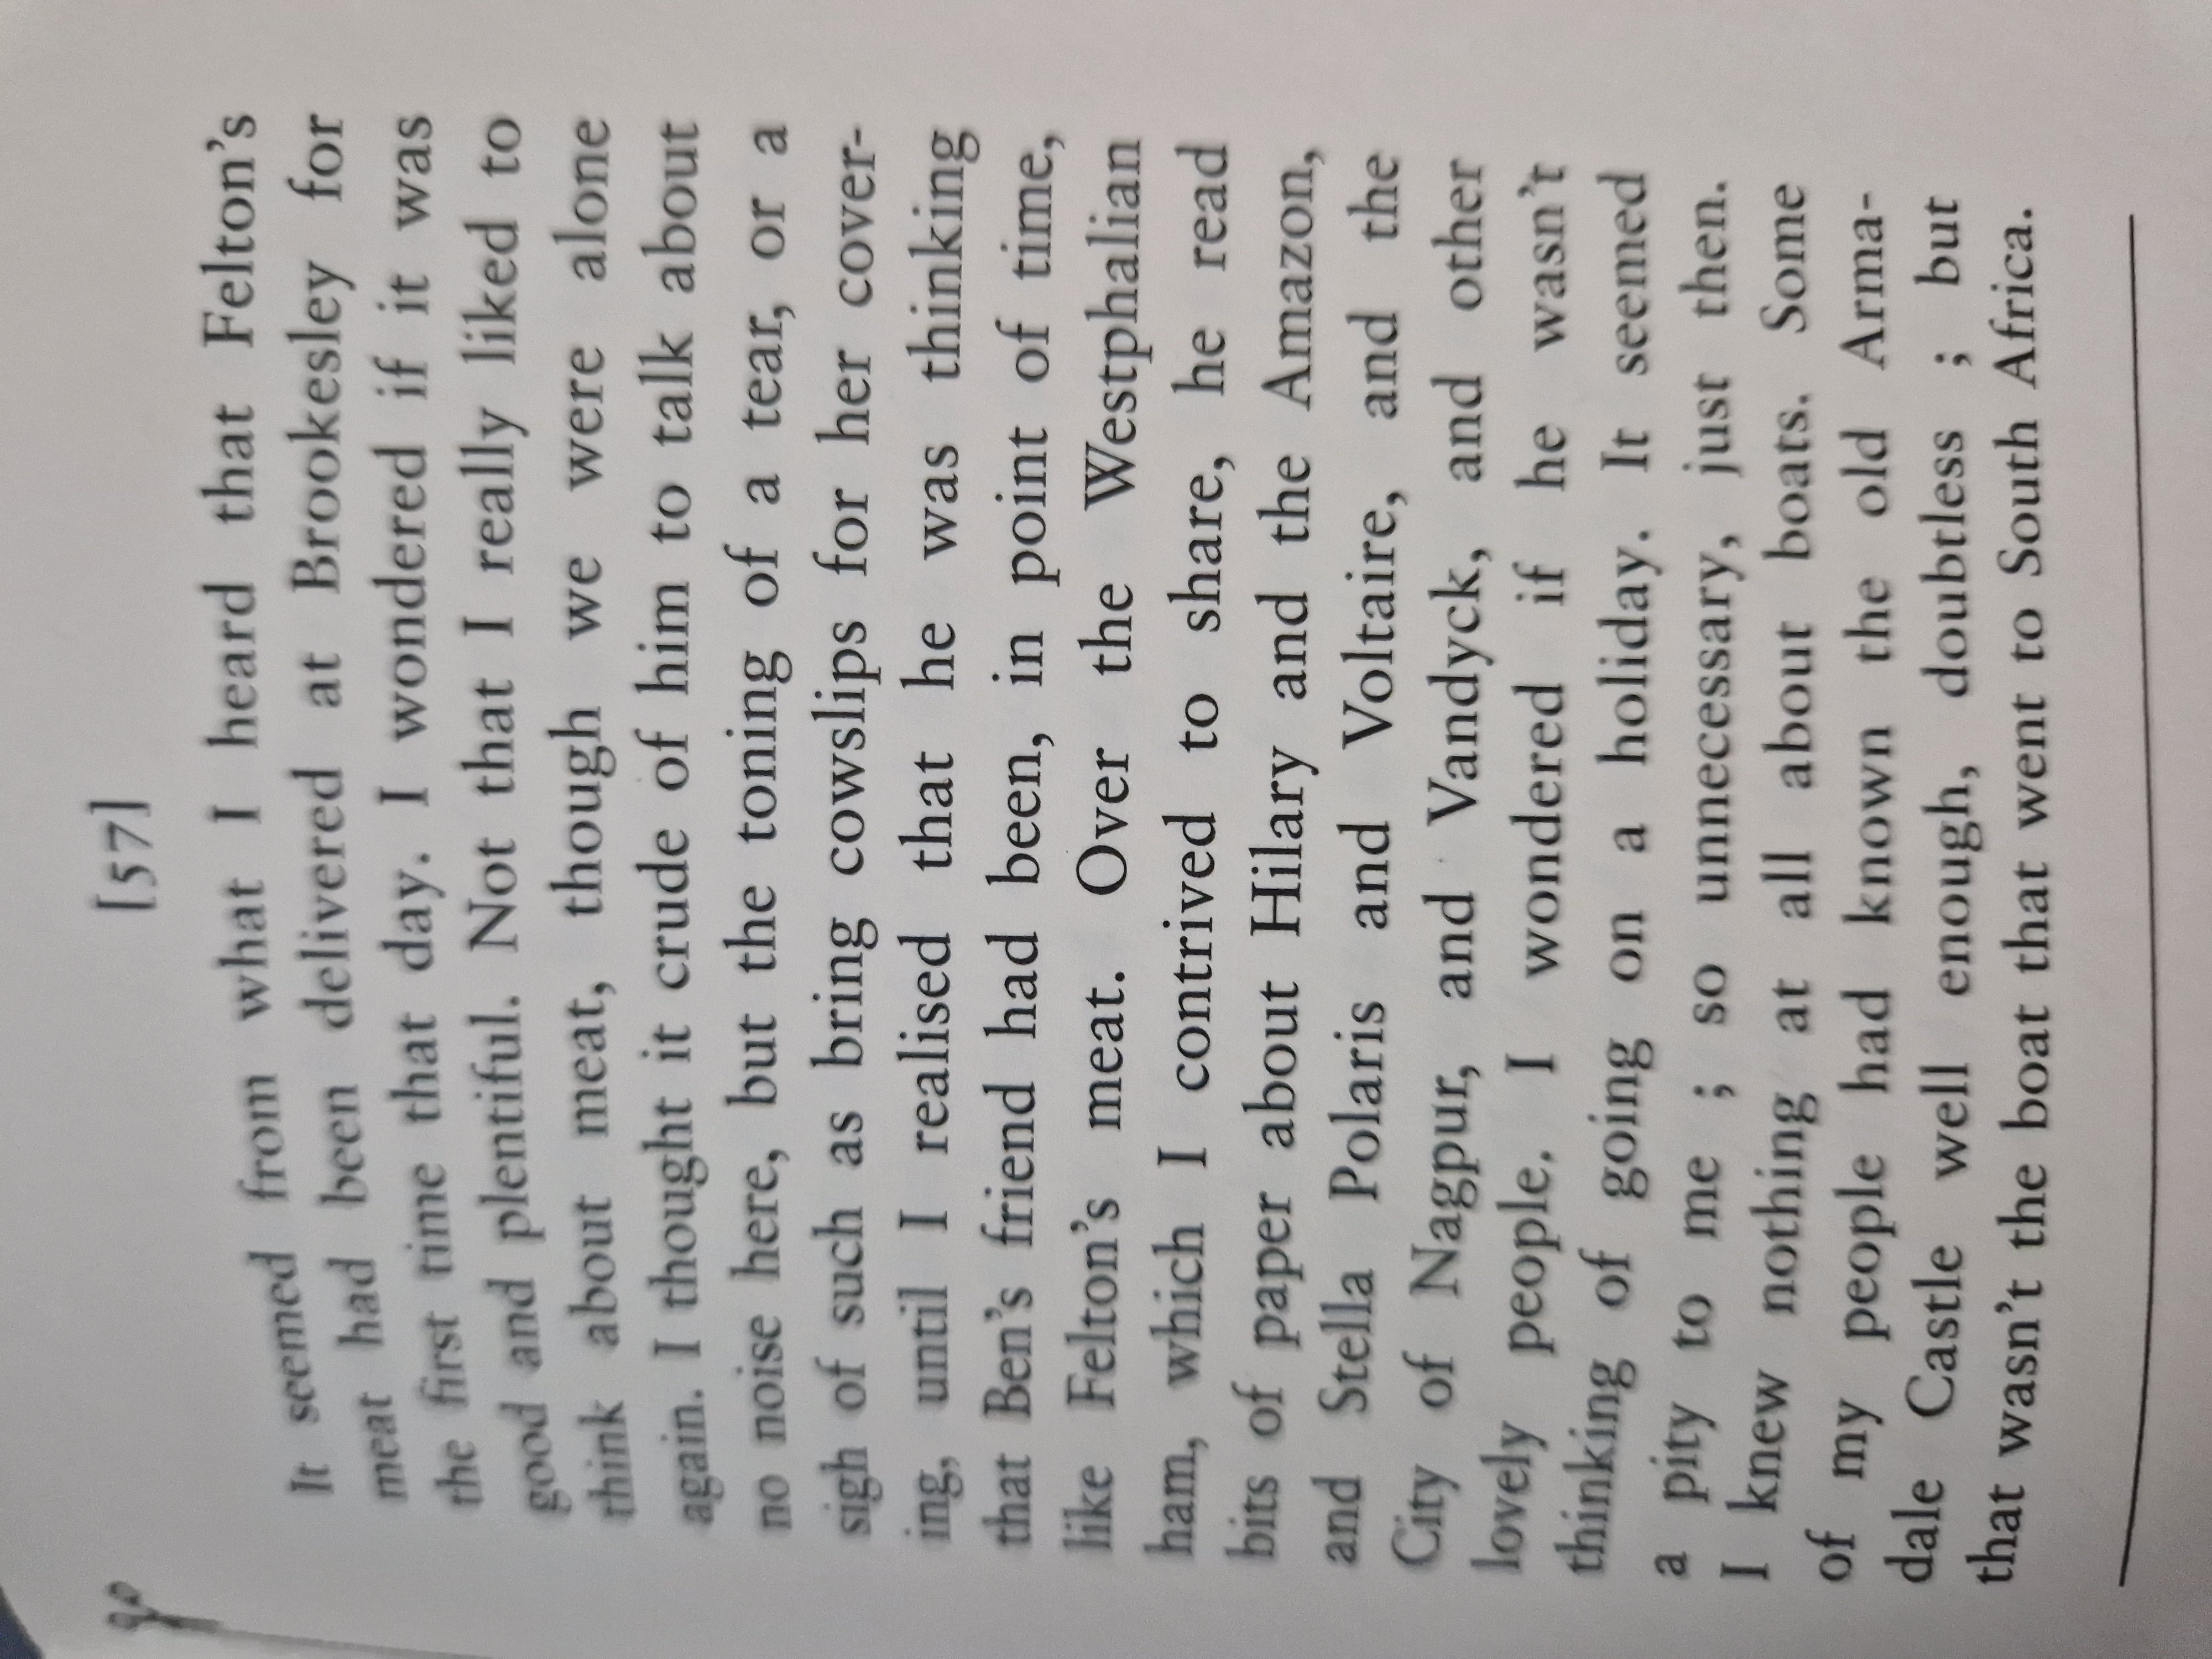 [57]
It seemed from what I heard that Felton's
meat had been delivered at Brookesley for
the first time that day. I wondered if it was
good and plentiful. Not that I really liked to
think about meat, though we were alone
again. I thought it crude of him to talk about
no noise here, but the toning of a tear, or a
sigh of such as bring cowslips for her cover-
ing, until I realised that he was thinking
that Ben's friend had been, in point of time,
like Felton's meat. Over the Westphalian
ham, which I contrived to share, he read
bits of paper about Hilary and the Amazon,
and Stella Polaris and Voltaire, and the
City of Nagpur, and Vandyck, and other
lovely people. I wondered if he wasn't
thinking of going on a holiday. It seemed
a pity to me ; so unnecessary, just then.
I knew nothing at all about boats. Some
of my people had known the old Arma-
dale Castle well enough, doubtless ; but
that wasn't the boat that went to South Africa.